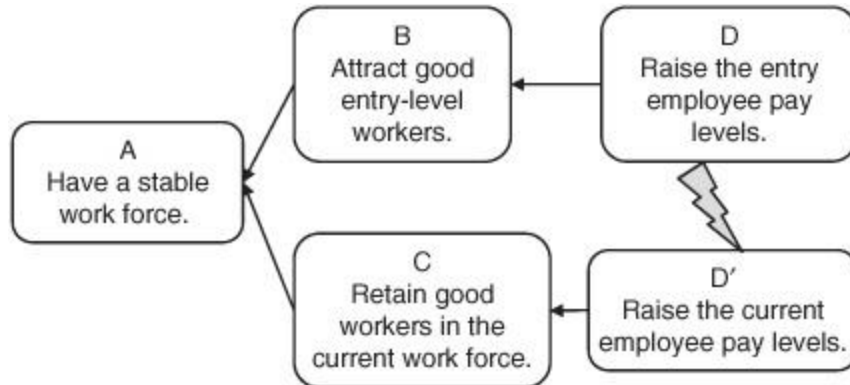 B
Attract good
entry-level
workers.
D
Raise the entry
employee pay
levels.
A
Have a stable
work force.
C
Retain good
workers in the
current work force.
D′
Raise the current
employee pay levels.